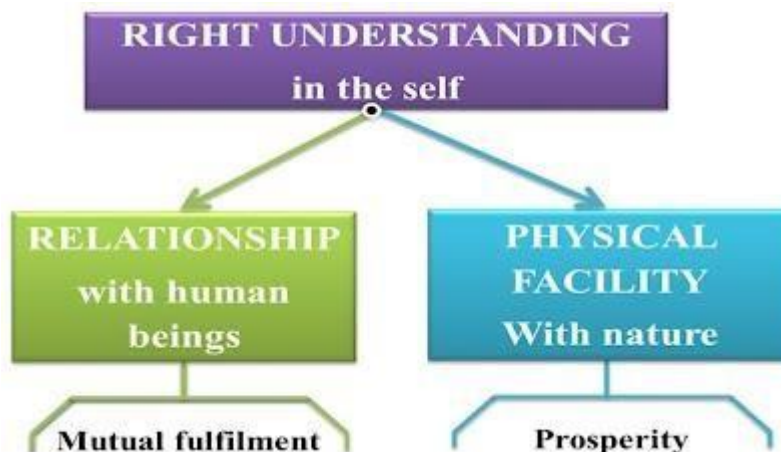 RIGHT UNDERSTANDING
in the self
RELATIONSHIP
with human
beings
PHYSICAL
FACILITY
With nature
Mutual fulfilment
Prosperity